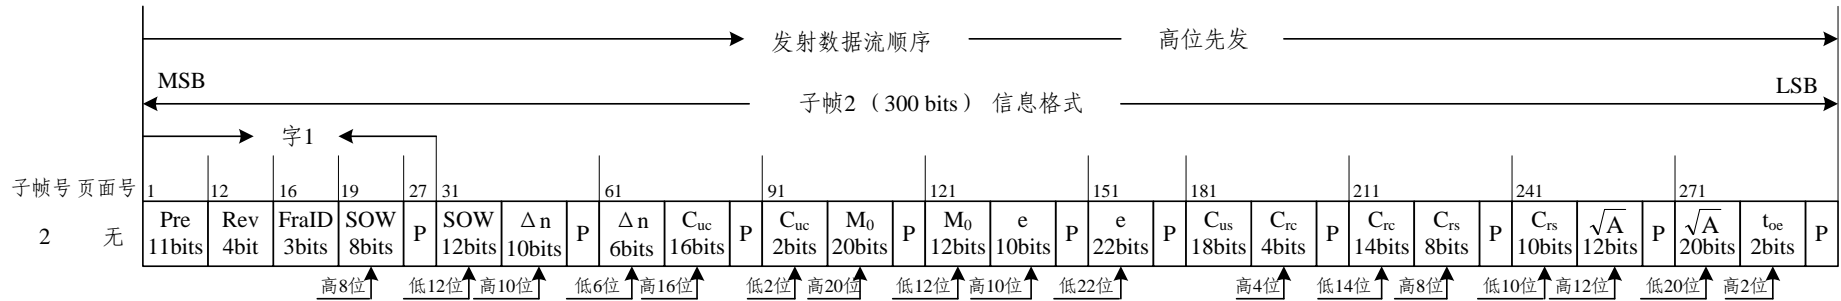 发射数据流顺序 高位先发
MSB LSB
子帧2 (300 bits) 信息格式
字1
子帧号 页面号 1 12 16 19 27 31 61 91 121 151 181 211 241 271
2 无 Pre 11bits Rev 4bit FraID 3bits SOW 8bits P SOW 12bits Δn 10bits P Δn 6bits Cuc 16bits P Cuc 2bits M₀ 20bits P M₀ 12bits e 10bits P e 22bits P Cus 18bits Crc 4bits P Crc 14bits Crs 8bits P Crs 10bits √A 12bits P √A 20bits toe 2bits P
高8位 低12位 高10位 低6位 高16位 低2位 高20位 低12位 高10位 低22位 高4位 低14位 高8位 低10位 高12位 低20位 高2位